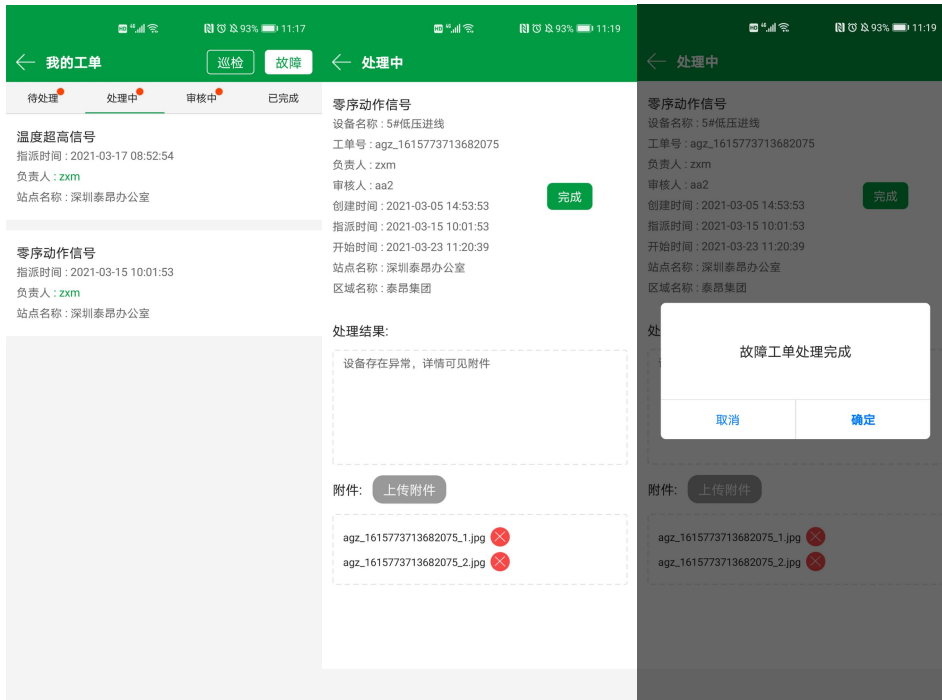 HD 4G 93% 11:17
我的工单 巡检 故障
待处理 处理中 审核中 已完成
温度超高信号
指派时间 : 2021-03-17 08:52:54
负责人 : zxm
站点名称 : 深圳泰昂办公室
零序动作信号
指派时间 : 2021-03-15 10:01:53
负责人 : zxm
站点名称 : 深圳泰昂办公室
HD 4G 93% 11:19
处理中
零序动作信号
设备名称 : 5#低压进线
工单号 : agz_1615773713682075
负责人 : zxm
审核人 : aa2
完成
创建时间 : 2021-03-05 14:53:53
指派时间 : 2021-03-15 10:01:53
开始时间 : 2021-03-23 11:20:39
站点名称 : 深圳泰昂办公室
区域名称 : 泰昂集团
处理结果:
设备存在异常，详情可见附件
附件: 上传附件
agz_1615773713682075_1.jpg
agz_1615773713682075_2.jpg
HD 4G 93% 11:19
处理中
零序动作信号
设备名称 : 5#低压进线
工单号 : agz_1615773713682075
负责人 : zxm
审核人 : aa2
完成
创建时间 : 2021-03-05 14:53:53
指派时间 : 2021-03-15 10:01:53
开始时间 : 2021-03-23 11:20:39
站点名称 : 深圳泰昂办公室
区域名称 : 泰昂集团
处
故障工单处理完成
取消 确定
附件: 上传附件
agz_1615773713682075_1.jpg
agz_1615773713682075_2.jpg